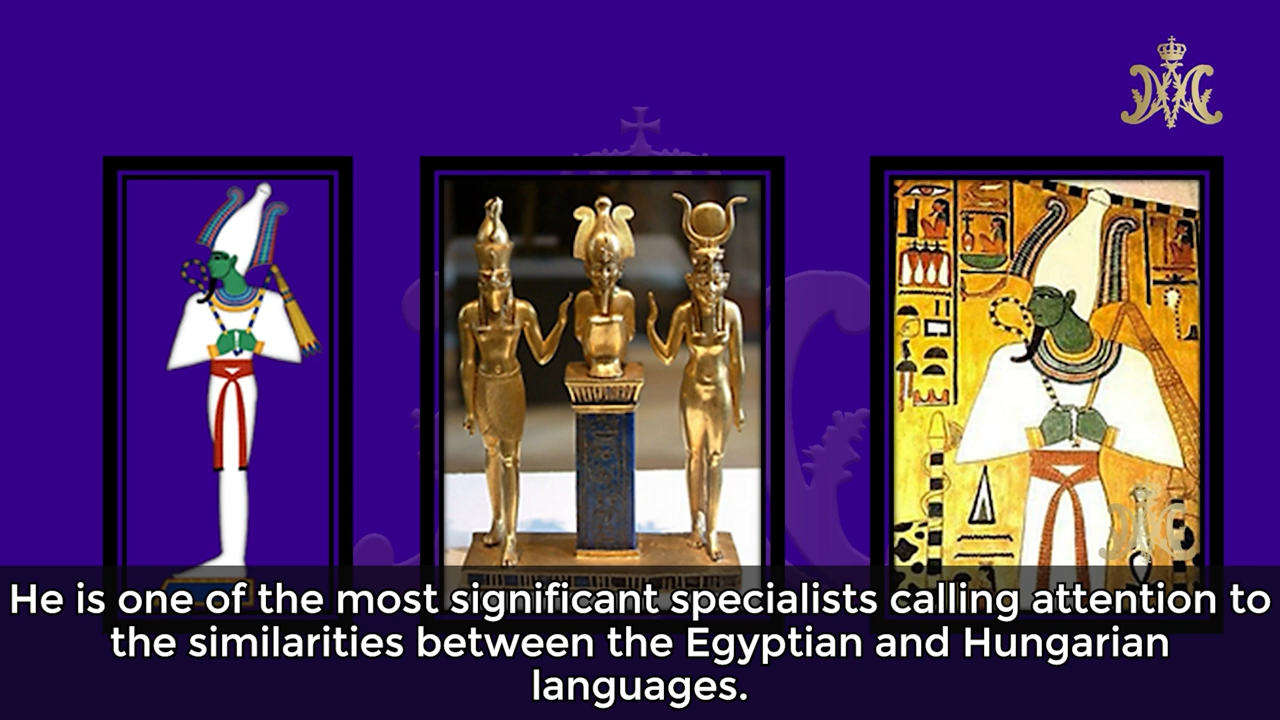 He is one of the most significant specialists calling attention to
the similarities between the Egyptian and Hungarian
languages.